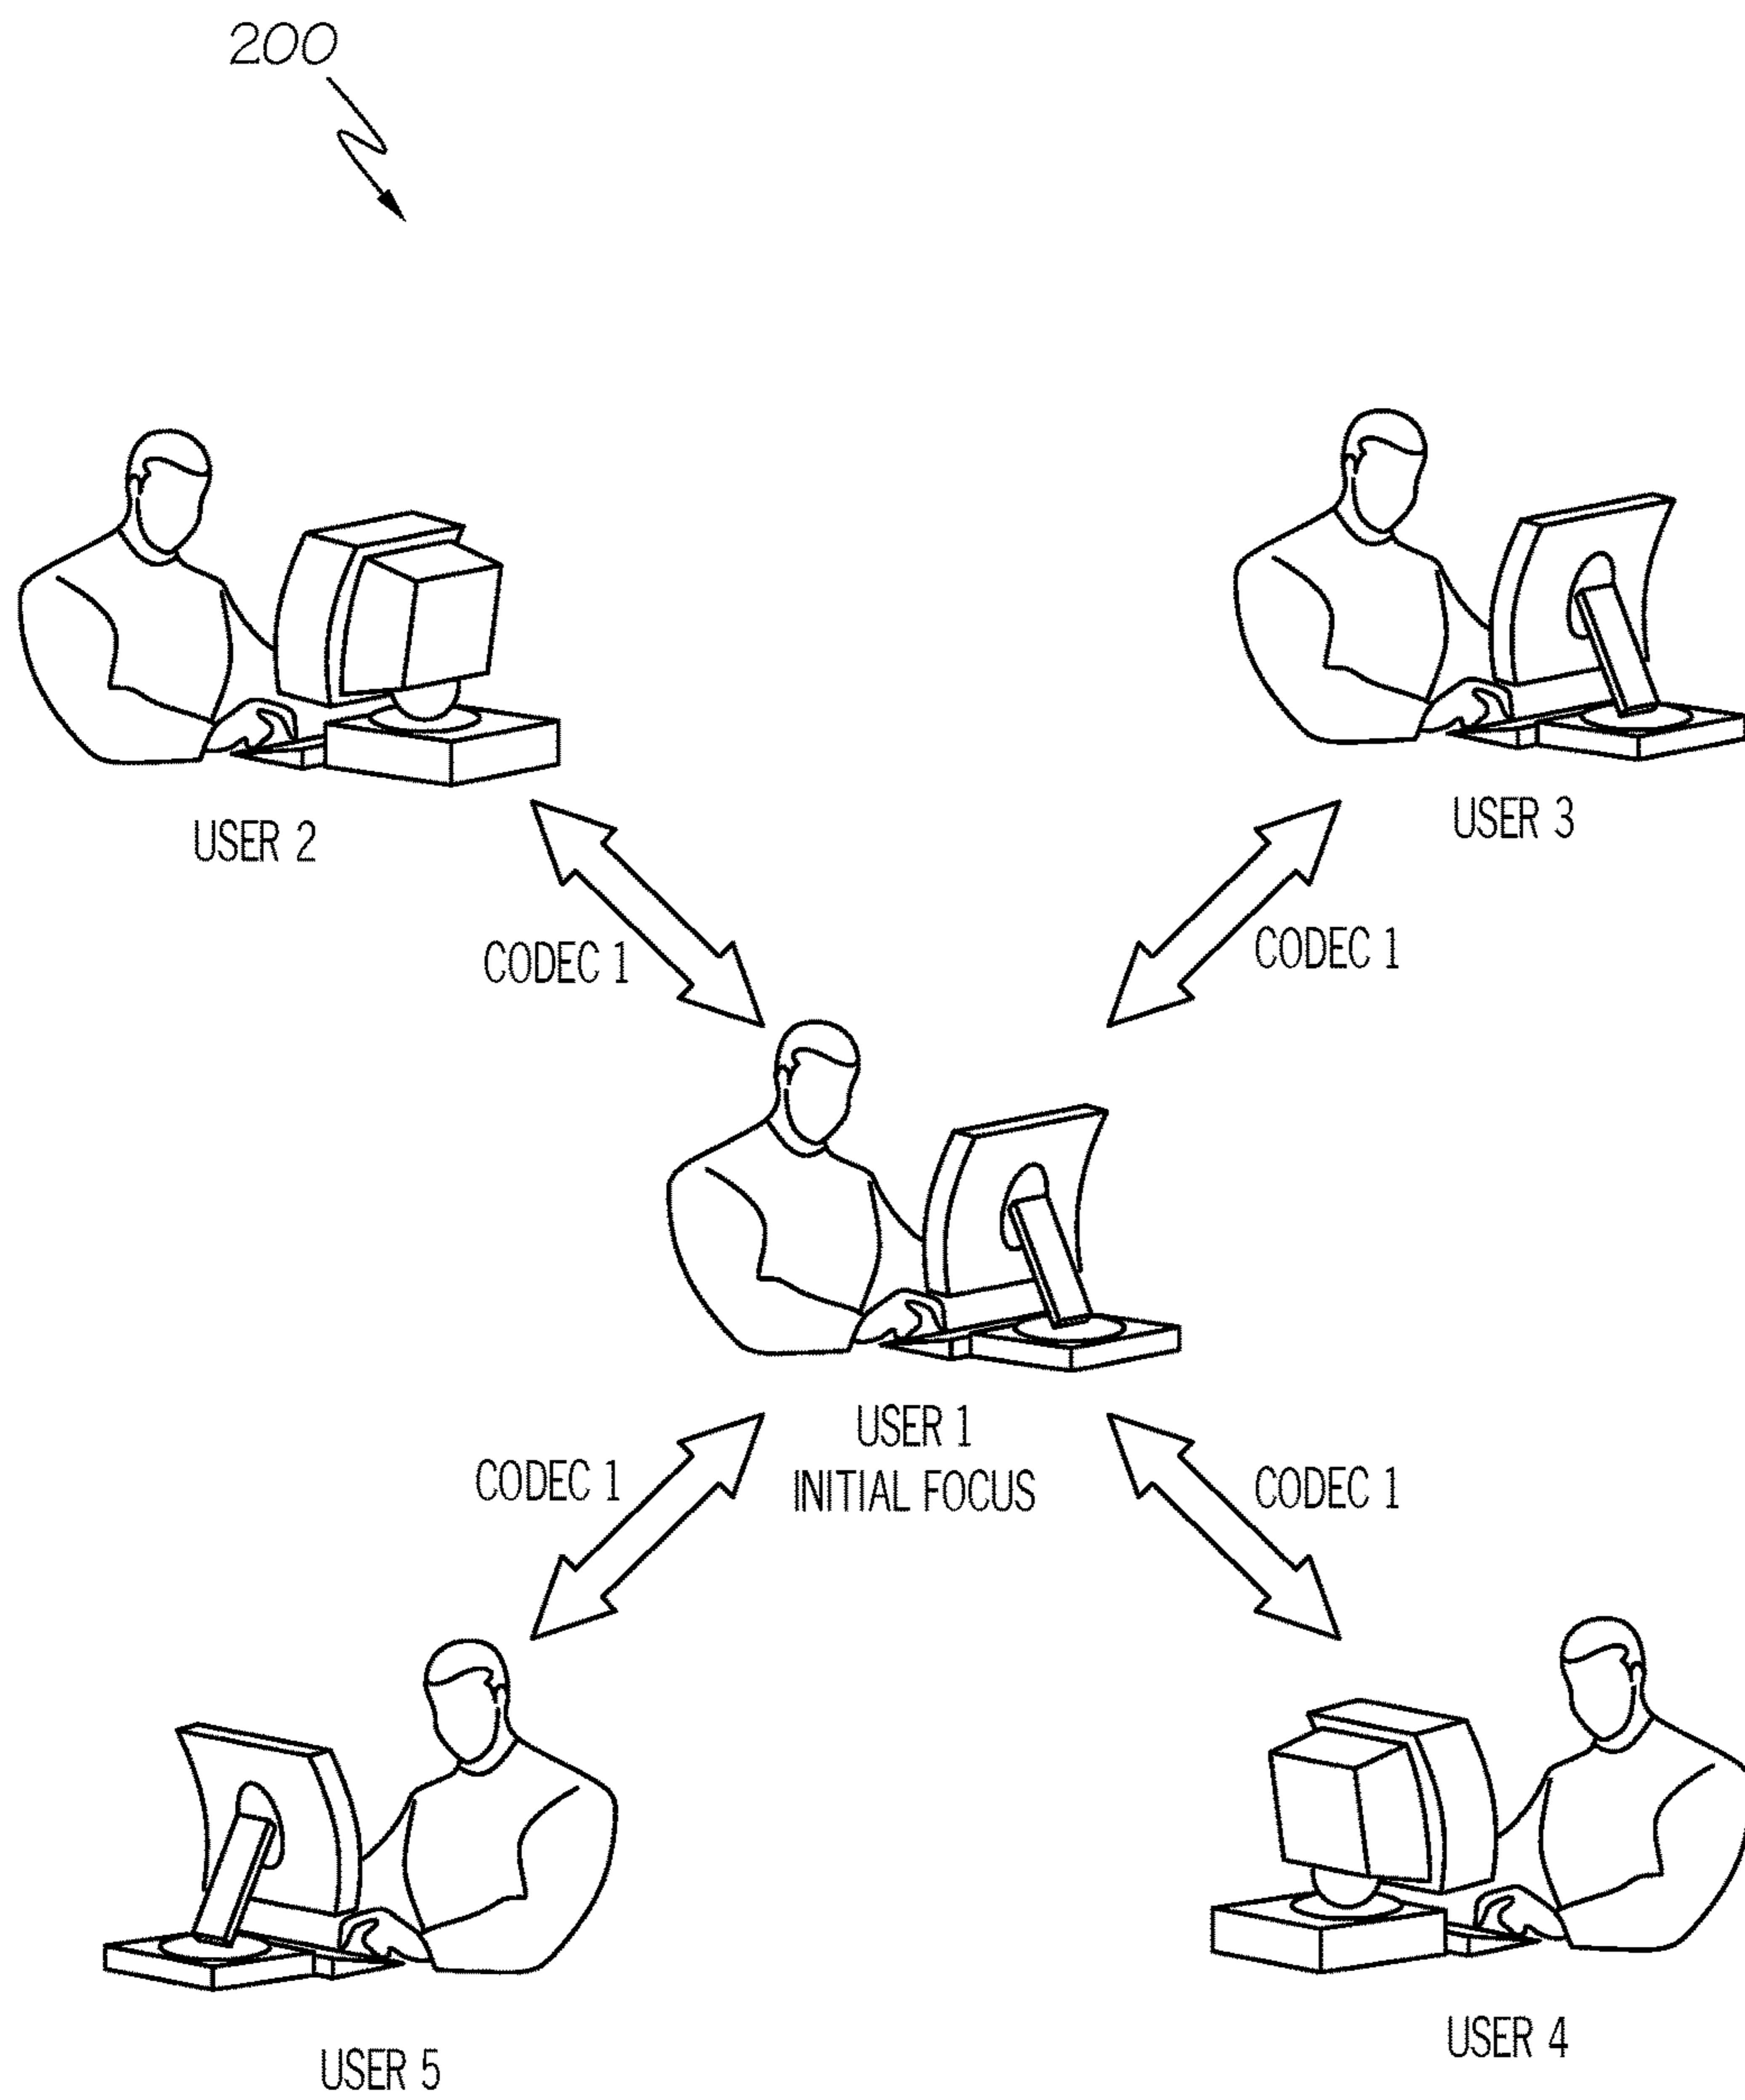 200
USER 2
USER 3
CODEC 1
CODEC 1
USER 1
INITIAL FOCUS
CODEC 1
CODEC 1
USER 5
USER 4